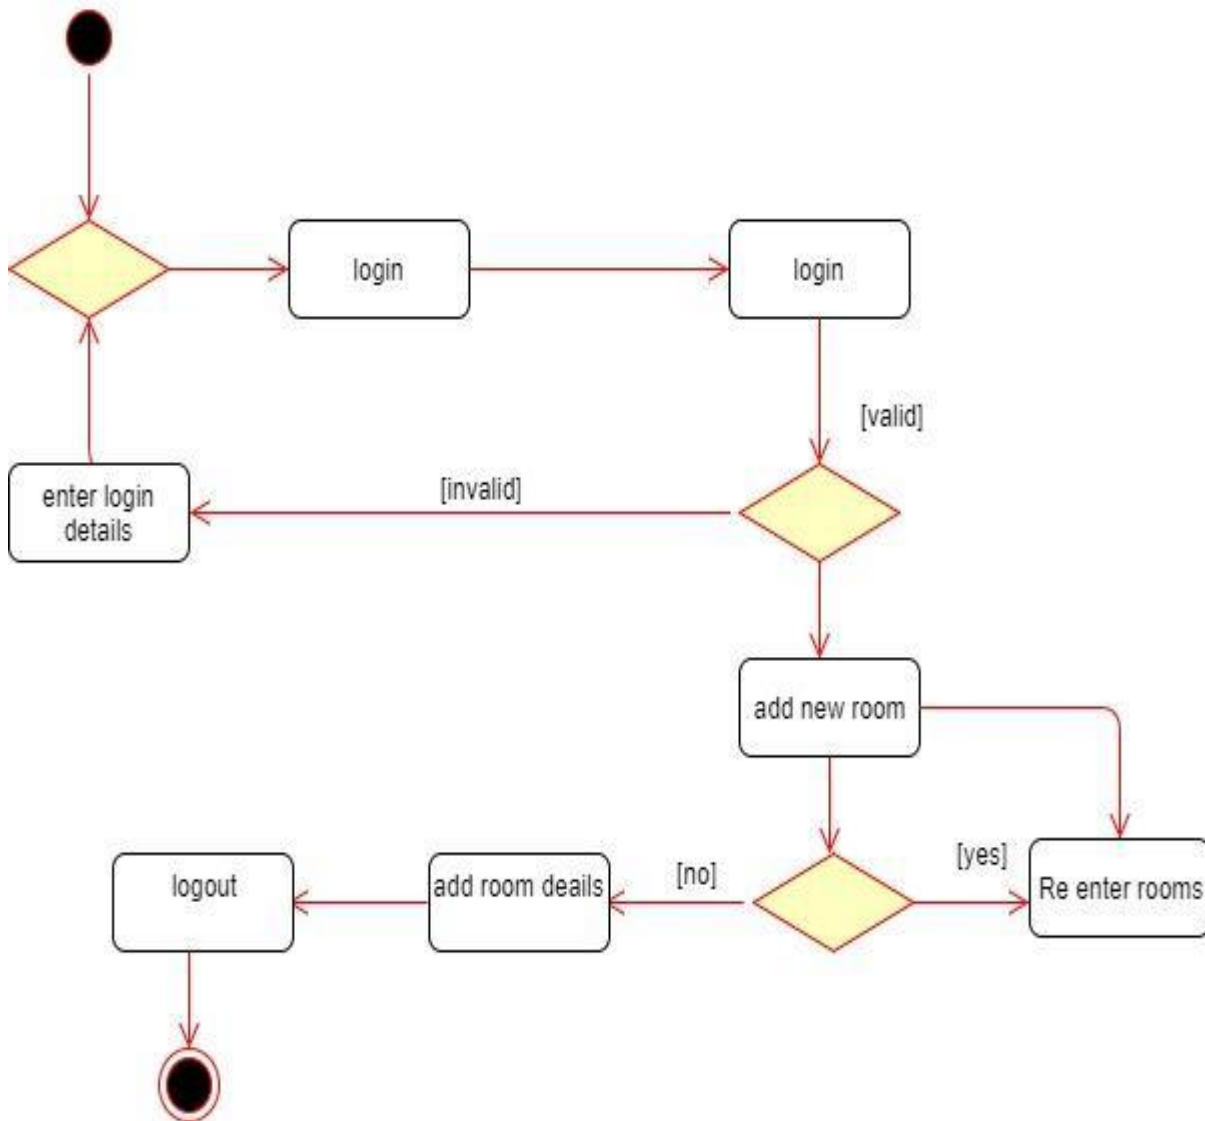 login
login
[valid]
enter login
details
[invalid]
add new room
logout
add room deails
[no]
[yes]
Re enter rooms